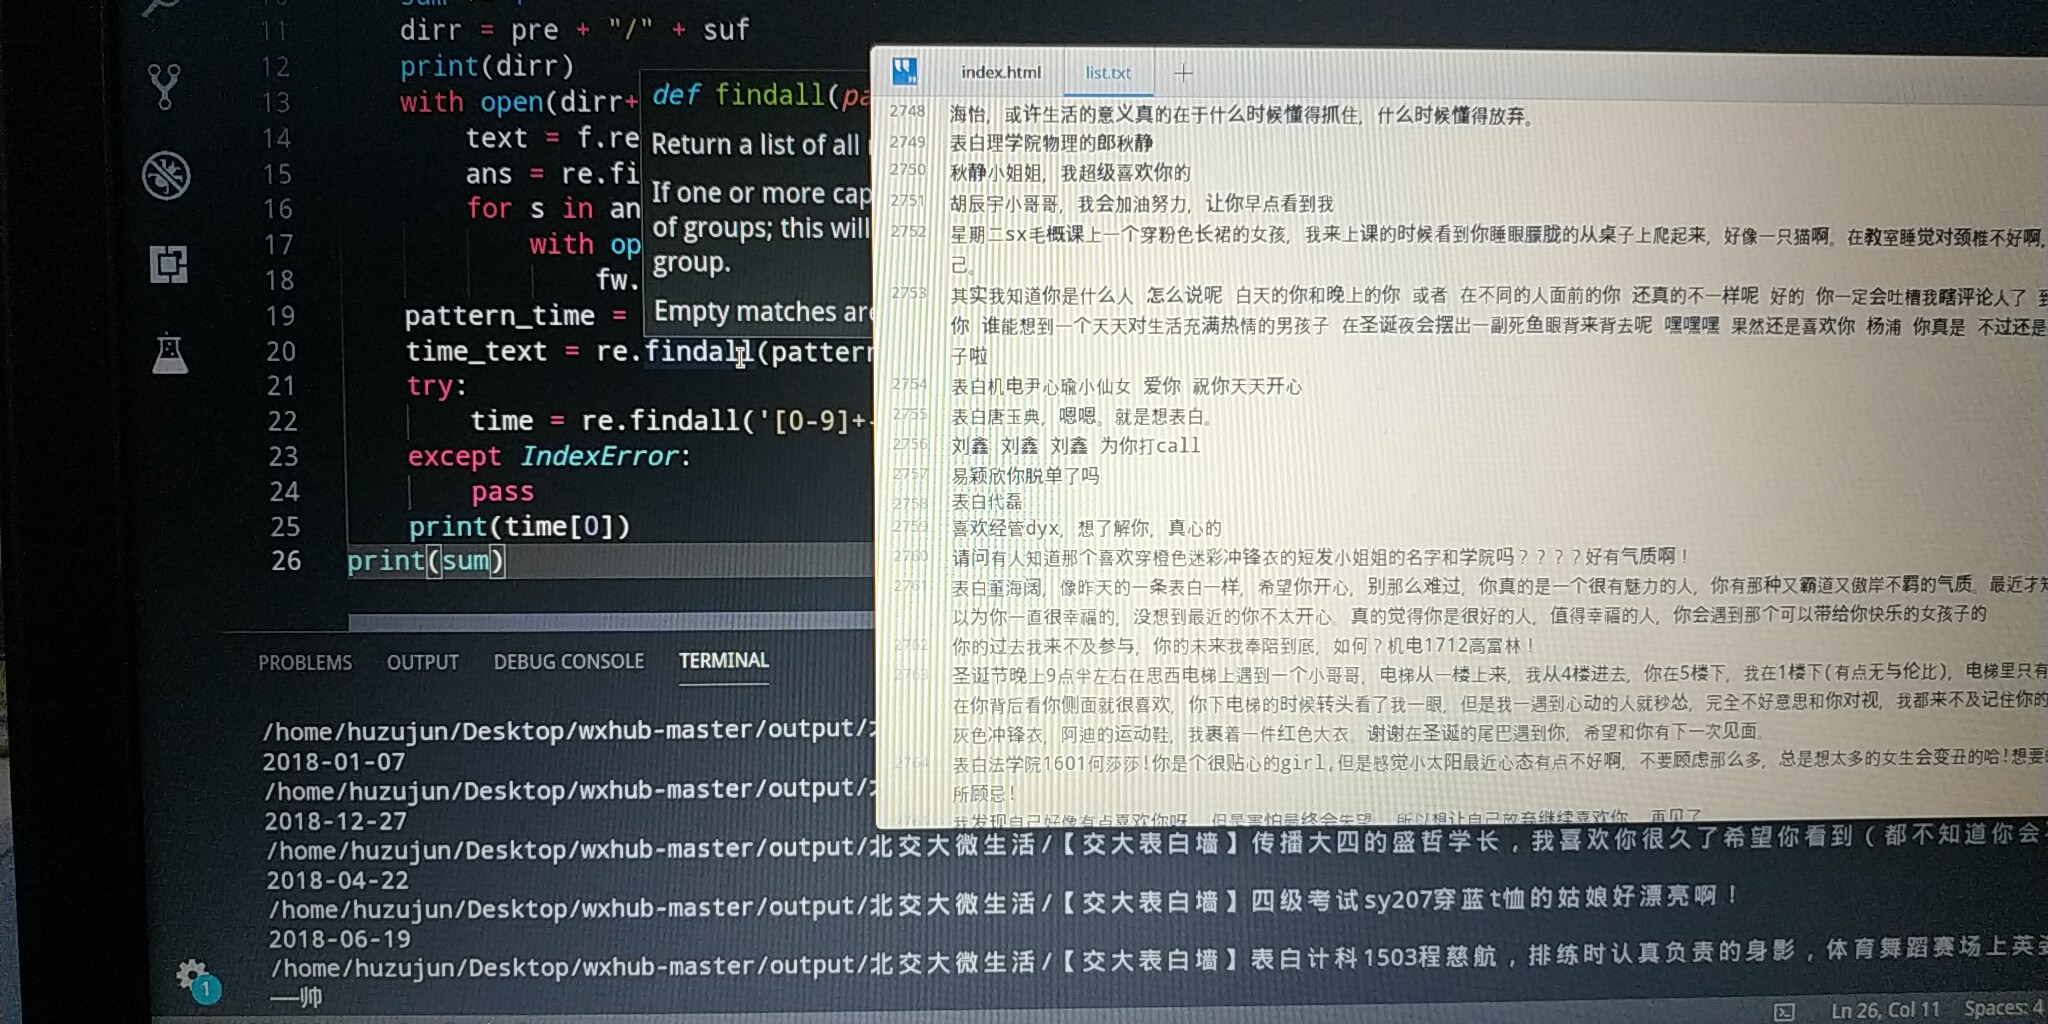 11 dirr = pre + "/" + suf
12 print(dirr)
13 with open(dirr+
14 text = f.re
15 ans = re.fi
16 for s in an
17 with op
18 fw.
19 pattern_time =
20 time_text = re.findall(patter
21 try:
22 time = re.findall('[0-9]+
23 except IndexError:
24 pass
25 print(time[0])
26 print(sum)
def findall(pa
Return a list of all
If one or more cap
of groups; this will
group.
Empty matches are
index.html list.txt
2748 海怡，或许生活的意义真的在于什么时候懂得抓住，什么时候懂得放弃。
2749 表白理学院物理的郎秋静
2750 秋静小姐姐，我超级喜欢你的
2751 胡辰宇小哥哥，我会加油努力，让你早点看到我
2752 星期二sx毛概课上一个穿粉色长裙的女孩，我来上课的时候看到你睡眼朦胧的从桌子上爬起来，好像一只猫啊。在教室睡觉对颈椎不好啊，
己。
2753 其实我知道你是什么人 怎么说呢 白天的你和晚上的你 或者 在不同的人面前的你 还真的不一样呢 好的 你一定会吐槽我瞎评论人了
你 谁能想到一个天天对生活充满热情的男孩子 在圣诞夜会摆出一副死鱼眼背来背去呢 嘿嘿嘿 果然还是喜欢你 杨浦 你真是 不过还是
子啦
2754 表白机电尹心瑜小仙女 爱你 祝你天天开心
2755 表白唐玉典，嗯嗯。就是想表白。
2756 刘鑫 刘鑫 刘鑫 为你打call
2757 易颖欣你脱单了吗
2758 表白代磊
2759 喜欢经管dyx，想了解你，真心的
2760 请问有人知道那个喜欢穿橙色迷彩冲锋衣的短发小姐姐的名字和学院吗？？？？好有气质啊！
2761 表白董海阔，像昨天的一条表白一样，希望你开心，别那么难过，你真的是一个很有魅力的人，你有那种又霸道又傲岸不羁的气质。最近才
以为你一直很幸福的，没想到最近的你不太开心。真的觉得你是很好的人，值得幸福的人，你会遇到那个可以带给你快乐的女孩子的
2762 你的过去我来不及参与，你的未来我奉陪到底，如何？机电1712高富林！
2763 圣诞节晚上9点半左右在思西电梯上遇到一个小哥哥，电梯从一楼上来，我从4楼进去，你在5楼下，我在1楼下(有点无与伦比)，电梯里只有
在你背后看你侧面就很喜欢，你下电梯的时候转头看了我一眼，但是我一遇到心动的人就秒怂，完全不好意思和你对视，我都来不及记住你的
灰色冲锋衣，阿迪的运动鞋，我裹着一件红色大衣。谢谢在圣诞的尾巴遇到你，希望和你有下一次见面。
2764 表白法学院1601何莎莎!你是个很贴心的girl,但是感觉小太阳最近心态有点不好啊，不要顾虑那么多，总是想太多的女生会变丑的哈!想要
所顾忌！
我发现自己好像有点喜欢你呀，但是害怕最终会失望，所以想让自己放弃继续喜欢你，再见了
PROBLEMS OUTPUT DEBUG CONSOLE TERMINAL
/home/huzujun/Desktop/wxhub-master/output/
2018-01-07
/home/huzujun/Desktop/wxhub-master/output/
2018-12-27
/home/huzujun/Desktop/wxhub-master/output/北交大微生活/【交大表白墙】传播大四的盛哲学长，我喜欢你很久了希望你看到（都不知道你会
2018-04-22
/home/huzujun/Desktop/wxhub-master/output/北交大微生活/【交大表白墙】四级考试sy207穿蓝t恤的姑娘好漂亮啊！
2018-06-19
/home/huzujun/Desktop/wxhub-master/output/北交大微生活/【交大表白墙】表白计科1503程慈航，排练时认真负责的身影，体育舞蹈赛场上英
——帅
1
Ln 26, Col 11 Spaces: 4